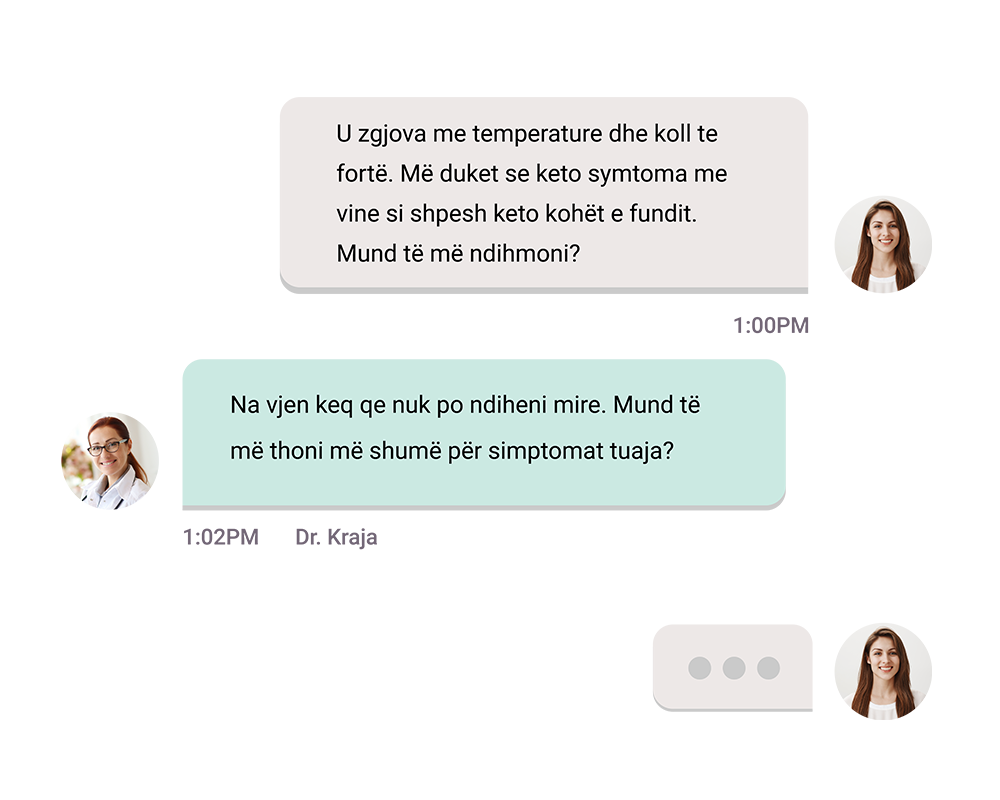 U zgjova me temperature dhe koll te
fortë. Më duket se keto symtoma me
vine si shpesh keto kohët e fundit.
Mund të më ndihmoni?
1:00PM
Na vjen keq qe nuk po ndiheni mire. Mund të
më thoni më shumë për simptomat tuaja?
1:02PM Dr. Kraja